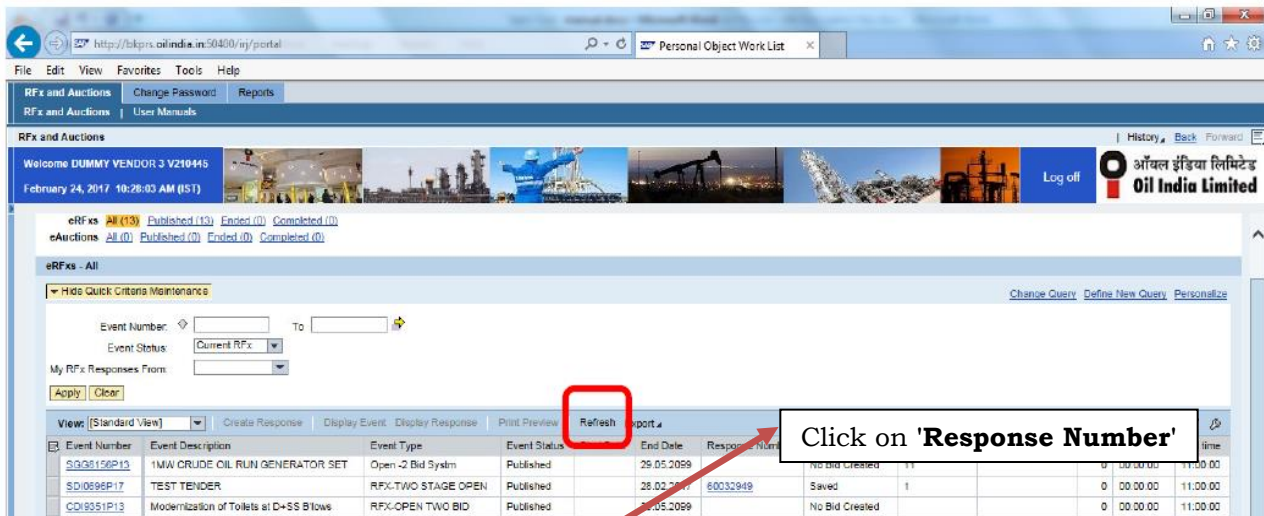 http://bkprs.oilindia.in:50400/irj/portal
Personal Object Work List
File Edit View Favorites Tools Help
RFx and Auctions Change Password Reports
RFx and Auctions | User Manuals
RFx and Auctions | History Back Forward
Welcome DUMMY VENDOR 3 V210445
February 24, 2017 10:28:03 AM (IST)
Log off
ऑयल इंडिया लिमिटेड
Oil India Limited
eRFxs All (13) Published (13) Ended (0) Completed (0)
eAuctions All (0) Published (0) Ended (0) Completed (0)
eRFxs - All
Hide Quick Criteria Maintenance Change Query Define New Query Personalize
Event Number: To
Event Status: Current RFx
My RFx Responses From:
Apply Clear
View: [Standard View] Create Response Display Event Display Response Print Preview Refresh Export
Click on 'Response Number'
Event Number Event Description Event Type Event Status End Date Response time
SGG6156P13 1MW CRUDE OIL RUN GENERATOR SET Open -2 Bid Systm Published 29.05.2099 No Bid Created 11 0 00:00:00 11:00:00
SDI0696P17 TEST TENDER RFX-TWO STAGE OPEN Published 60032949 Saved 1 0 00:00:00 11:00:00
CDI9351P13 Modernization of Toilets at D+SS B'lows RFX-OPEN TWO BID Published No Bid Created 0 00:00:00 11:00:00